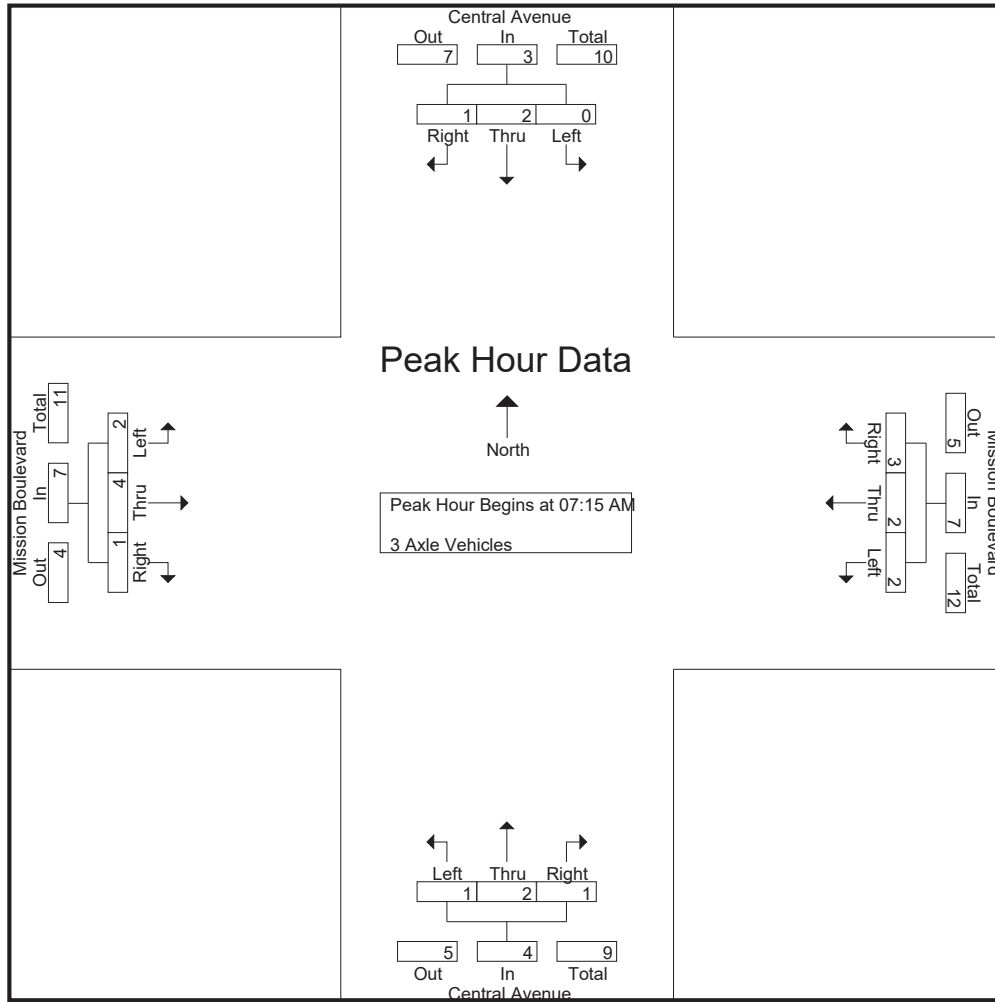 Central Avenue
Out In Total
7 3 10
1 2 0
Right Thru Left
Peak Hour Data
North
Peak Hour Begins at 07:15 AM
3 Axle Vehicles
Mission Boulevard
Out In Total
4 7 11
2 4 1
Left Thru Right
Mission Boulevard
Out In Total
5 7 12
Right Thru Left
3 2 2
Left Thru Right
1 2 1
5 4 9
Out In Total
Central Avenue